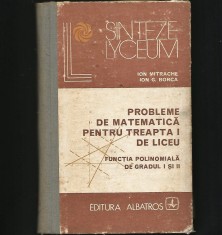 SINTEZE
LYCEUM
ION MITRACHE
ION G. BORCA
PROBLEME
DE MATEMATICĂ
PENTRU TREAPTA I
DE LICEU
FUNCȚIA POLINOMIALĂ
DE GRADUL I ȘI II
EDITURA ALBATROS